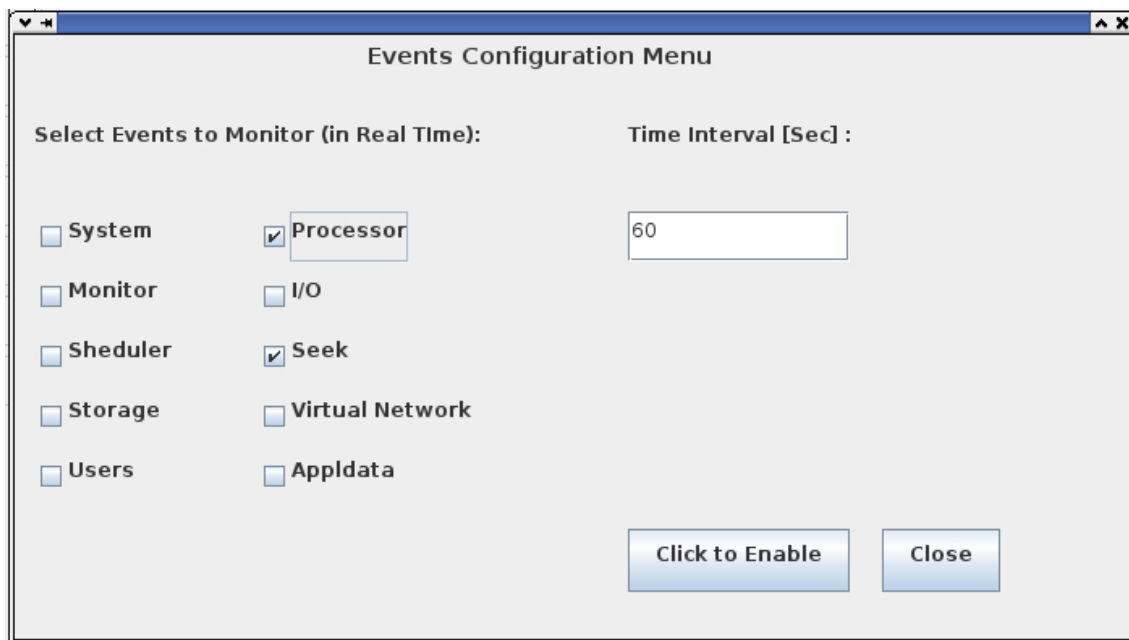 Events Configuration Menu
Select Events to Monitor (in Real TIme): Time Interval [Sec] :
System Processor 60
Monitor I/O
Sheduler Seek
Storage Virtual Network
Users Appldata
Click to Enable Close